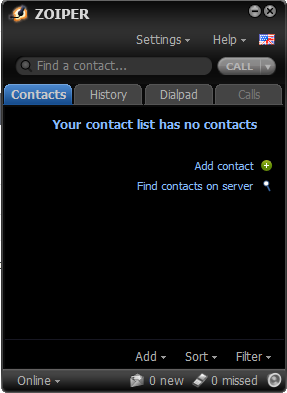 ZOIPER
Settings Help
Find a contact... CALL
Contacts History Dialpad Calls
Your contact list has no contacts
Add contact
Find contacts on server
Add Sort Filter
Online 0 new 0 missed